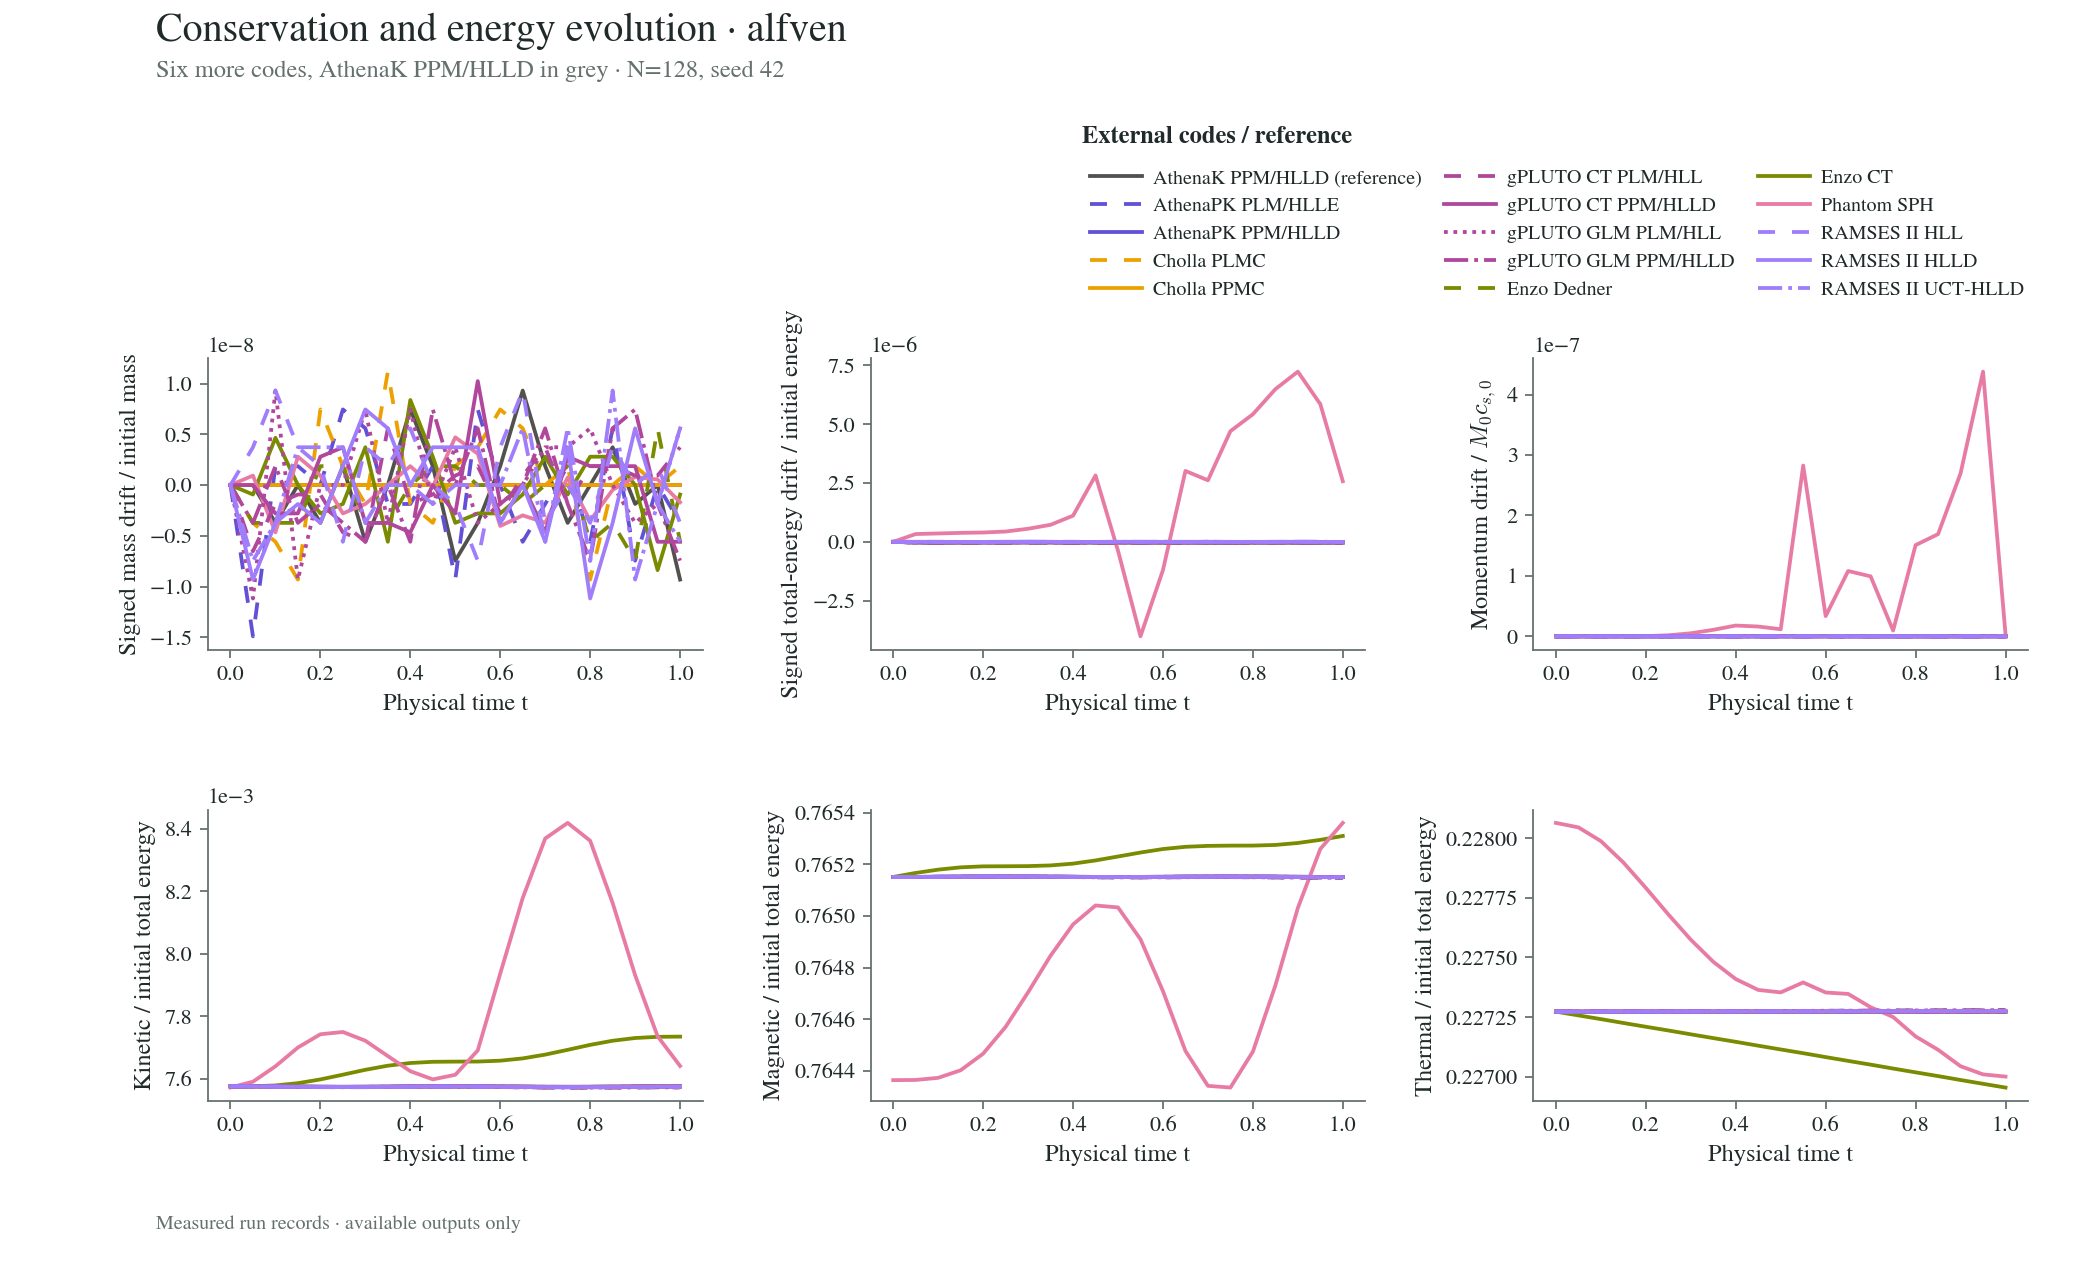 Conservation and energy evolution · alfven
Six more codes, AthenaK PPM/HLLD in grey · N=128, seed 42
External codes / reference
AthenaK PPM/HLLD (reference)
AthenaPK PLM/HLLE
AthenaPK PPM/HLLD
Cholla PLMC
Cholla PPMC
gPLUTO CT PLM/HLL
gPLUTO CT PPM/HLLD
gPLUTO GLM PLM/HLL
gPLUTO GLM PPM/HLLD
Enzo Dedner
Enzo CT
Phantom SPH
RAMSES II HLL
RAMSES II HLLD
RAMSES II UCT-HLLD
1e−8
Signed mass drift / initial mass
1.0
0.5
0.0
−0.5
−1.0
−1.5
0.0 0.2 0.4 0.6 0.8 1.0
Physical time t
1e−6
Signed total-energy drift / initial energy
7.5
5.0
2.5
0.0
−2.5
0.0 0.2 0.4 0.6 0.8 1.0
Physical time t
1e−7
Momentum drift / M₀cₛ,₀
4
3
2
1
0
0.0 0.2 0.4 0.6 0.8 1.0
Physical time t
1e−3
Kinetic / initial total energy
8.4
8.2
8.0
7.8
7.6
0.0 0.2 0.4 0.6 0.8 1.0
Physical time t
Magnetic / initial total energy
0.7654
0.7652
0.7650
0.7648
0.7646
0.7644
0.0 0.2 0.4 0.6 0.8 1.0
Physical time t
Thermal / initial total energy
0.22800
0.22775
0.22750
0.22725
0.22700
0.0 0.2 0.4 0.6 0.8 1.0
Physical time t
Measured run records · available outputs only